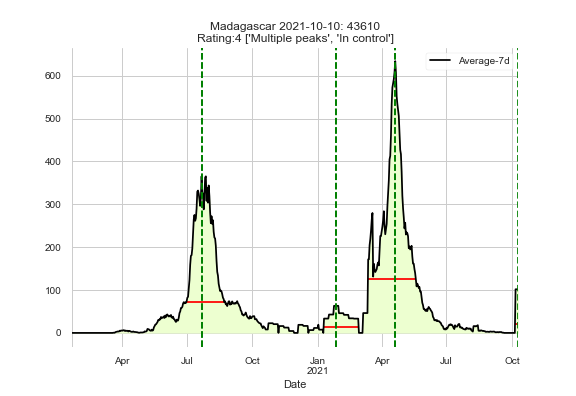 Madagascar 2021-10-10: 43610
Rating:4 ['Multiple peaks', 'In control']
Average-7d
600
500
400
300
200
100
0
Apr
Jul
Oct
Jan
2021
Apr
Jul
Oct
Date